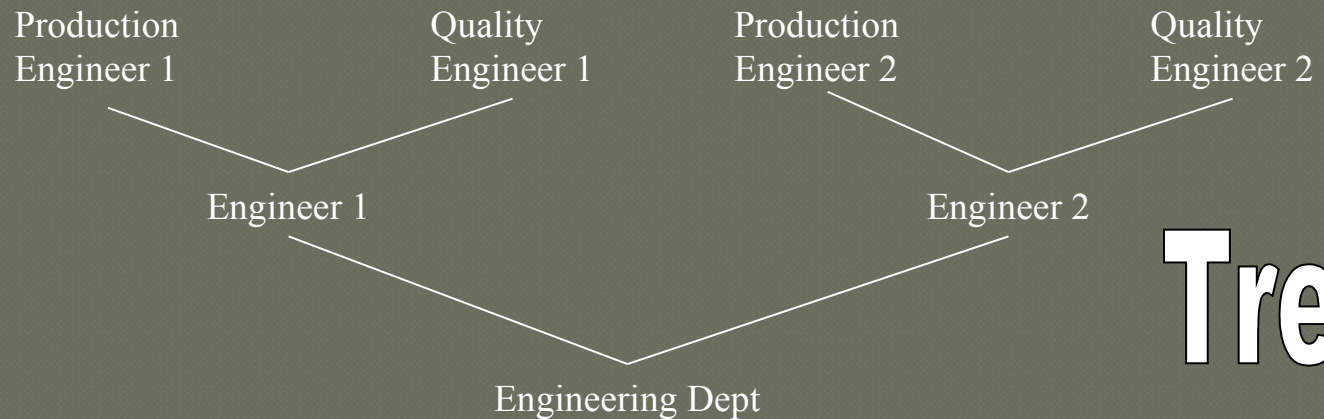 Production
Engineer 1
Quality
Engineer 1
Production
Engineer 2
Quality
Engineer 2
Engineer 1
Engineer 2
Tre
Engineering Dept